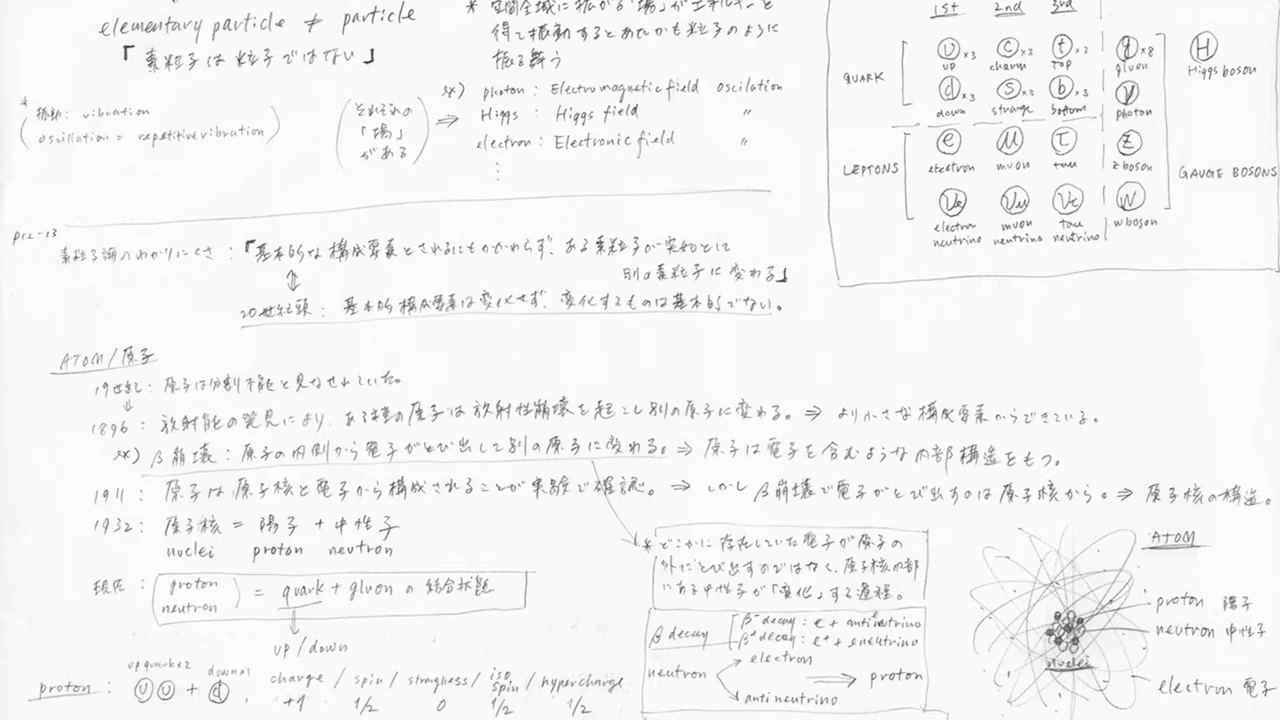 elementary particle ≠ particle
「素粒子は粒子ではない」
* 空間全域に拡がる「場」がエネルギーを
得て振動するとあたかも粒子のように
振る舞う
* 振動: vibration
(oscillation = repetitive vibration)
(それぞれの
「場」
がある) ⇒
**) photon: Electromagnetic field oscilation
Higgs: Higgs field 〃
electron: Electronic field 〃
1st 2nd 3rd
QUARK
u×3 c×3 t×3 g×8 H
up charm top gluon Higgs boson
d×3 s×3 b×3 γ
down strange bottom photon
LEPTONS
e μ τ Z
electron muon tau z boson
GAUGE BOSONS
νe νμ ντ W
electron neutrino muon neutrino tau neutrino w boson
p12-13
素粒子論のわかりにくさ:「基本的な構成要素とされるにもかかわらず、ある素粒子が突如として
別の素粒子に変わる」
⇕
20世紀頭: 基本的構成要素は変化せず、変化するものは基本的でない。
ATOM/原子
19世紀: 原子は分割不能と見なされていた。
↓
1896: 放射能の発見により、ある種の原子は放射性崩壊を起こし別の原子に変わる。⇒ より小さな構成要素からできている。
**) β崩壊: 原子の内側から電子がとび出して別の原子に変わる。⇒ 原子は電子を含むような内部構造をもつ。
1911: 原子は原子核と電子から構成されることが実験で確認。⇒ しかしβ崩壊で電子がとび出すのは原子核から。⇒ 原子核の構造。
1932: 原子核 = 陽子 + 中性子
nuclei proton neutron
現在: (proton
neutron) = quark + gluon の結合状態
up/down
* どこかに存在していた電子が原子の
外にとび出すのではなく、原子核内部
にある中性子が「変化」する過程。
β decay
β⁻ decay: e + anti neutrino
β⁺ decay: e⁺ + e neutrino
neutron
electron
anti neutrino
⇒ proton
ATOM
proton 陽子
neutron 中性子
nuclei
electron 電子
up quark×2 down×1
proton: u u + d.
charge / spin / strangness / iso spin / hypercharge
+1 1/2 0 1/2 1/2